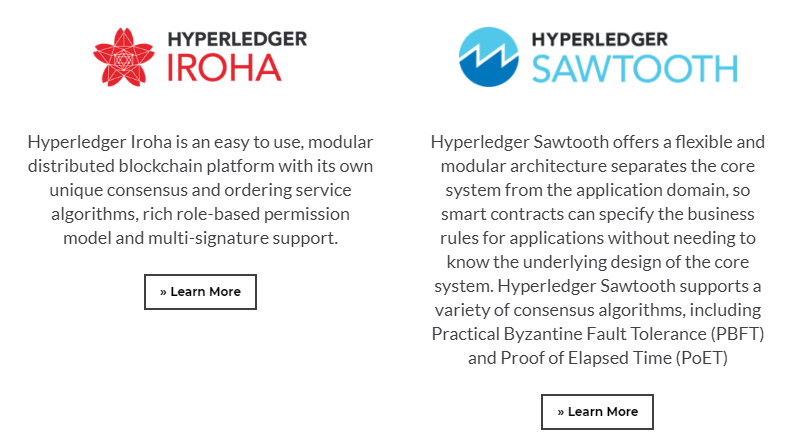 HYPERLEDGER
IROHA
Hyperledger Iroha is an easy to use, modular
distributed blockchain platform with its own
unique consensus and ordering service
algorithms, rich role-based permission
model and multi-signature support.
» Learn More
HYPERLEDGER
SAWTOOTH
Hyperledger Sawtooth offers a flexible and
modular architecture separates the core
system from the application domain, so
smart contracts can specify the business
rules for applications without needing to
know the underlying design of the core
system. Hyperledger Sawtooth supports a
variety of consensus algorithms, including
Practical Byzantine Fault Tolerance (PBFT)
and Proof of Elapsed Time (PoET)
» Learn More